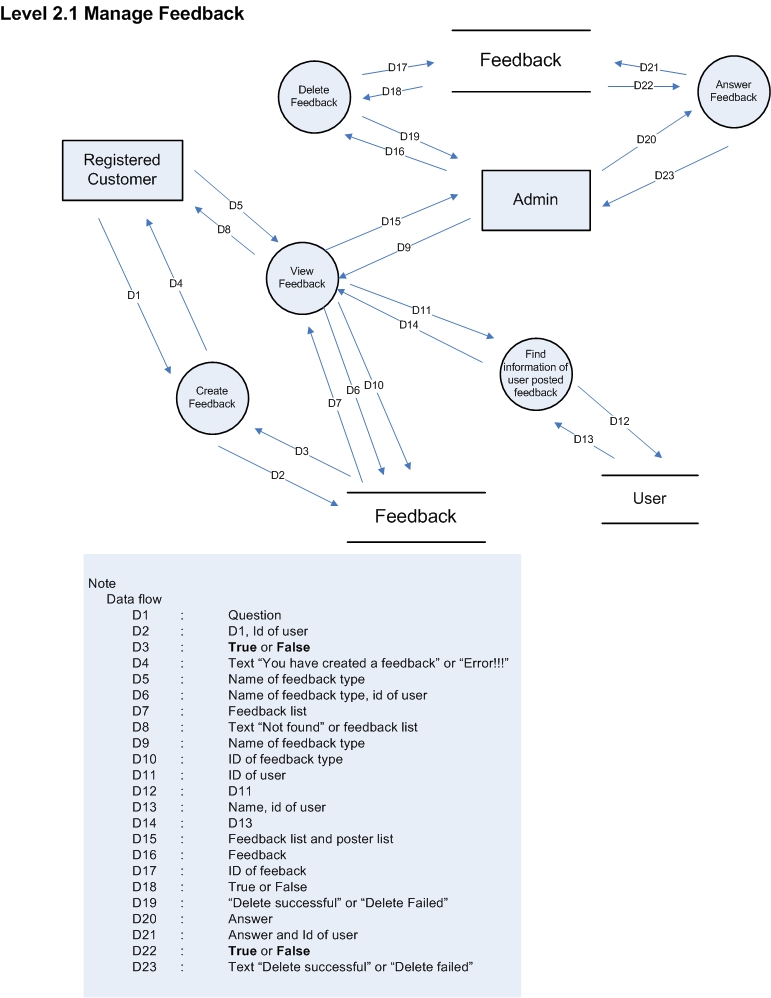 Level 2.1 Manage Feedback
Feedback
D17
D18
D21
D22
Delete
Feedback
Answer
Feedback
D19
D16
D20
D23
Registered
Customer
Admin
D5
D8
D15
D9
View
Feedback
D1
D4
D11
D14
Find
information of
user posted
feedback
Create
Feedback
D7
D6
D10
D12
D13
D3
D2
User
Feedback
Note
Data flow
D1 : Question
D2 : D1, Id of user
D3 : True or False
D4 : Text “You have created a feedback” or “Error!!!”
D5 : Name of feedback type
D6 : Name of feedback type, id of user
D7 : Feedback list
D8 : Text “Not found” or feedback list
D9 : Name of feedback type
D10 : ID of feedback type
D11 : ID of user
D12 : D11
D13 : Name, id of user
D14 : D13
D15 : Feedback list and poster list
D16 : Feedback
D17 : ID of feeback
D18 : True or False
D19 : “Delete successful” or “Delete Failed”
D20 : Answer
D21 : Answer and Id of user
D22 : True or False
D23 : Text “Delete successful” or “Delete failed”